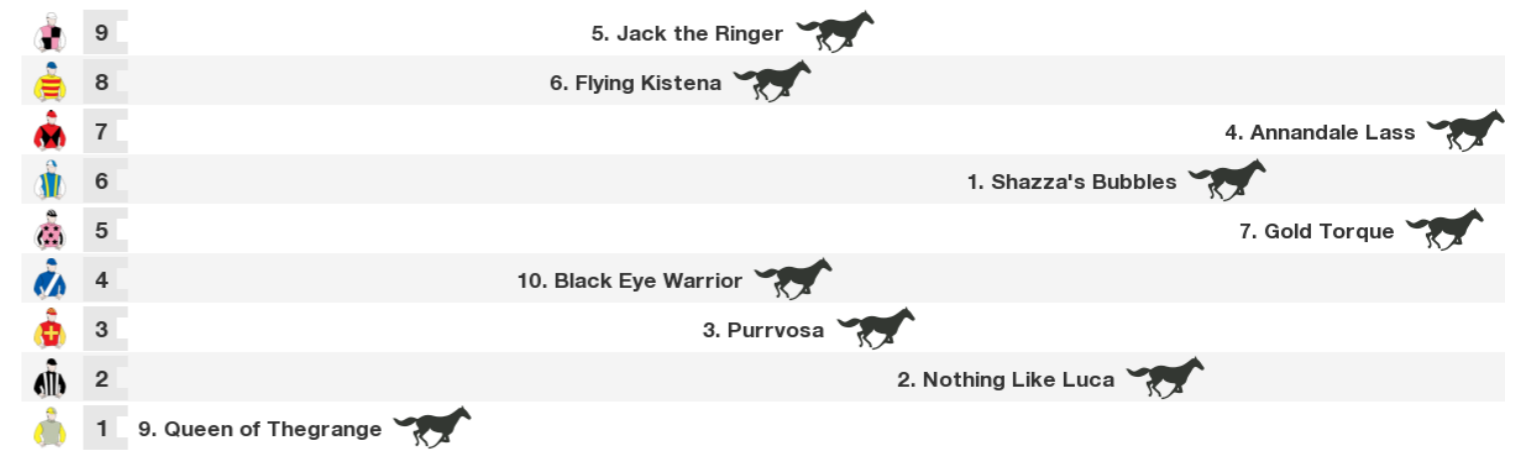 9 5. Jack the Ringer
8 6. Flying Kistena
7 4. Annandale Lass
6 1. Shazza's Bubbles
5 7. Gold Torque
4 10. Black Eye Warrior
3 3. Purrvosa
2 2. Nothing Like Luca
1 9. Queen of Thegrange